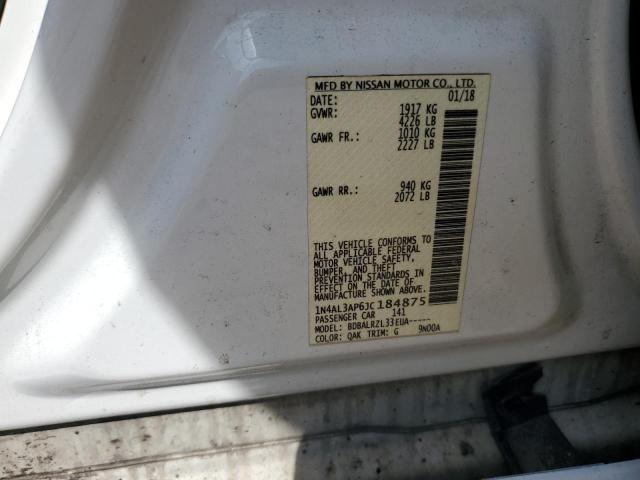 MFD BY NISSAN MOTOR CO., LTD.
DATE: 01/18
GVWR: 1917 KG
4226 LB
GAWR FR.: 1010 KG
2227 LB
GAWR RR.: 940 KG
2072 LB
THIS VEHICLE CONFORMS TO
ALL APPLICABLE FEDERAL
MOTOR VEHICLE SAFETY,
BUMPER, AND THEFT
PREVENTION STANDARDS IN
EFFECT ON THE DATE OF
MANUFACTURE SHOWN ABOVE.
1N4AL3AP6JC184875
PASSENGER CAR 141
MODEL: BDBALRZL33EUA-----
COLOR: QAK TRIM: G 9N00A